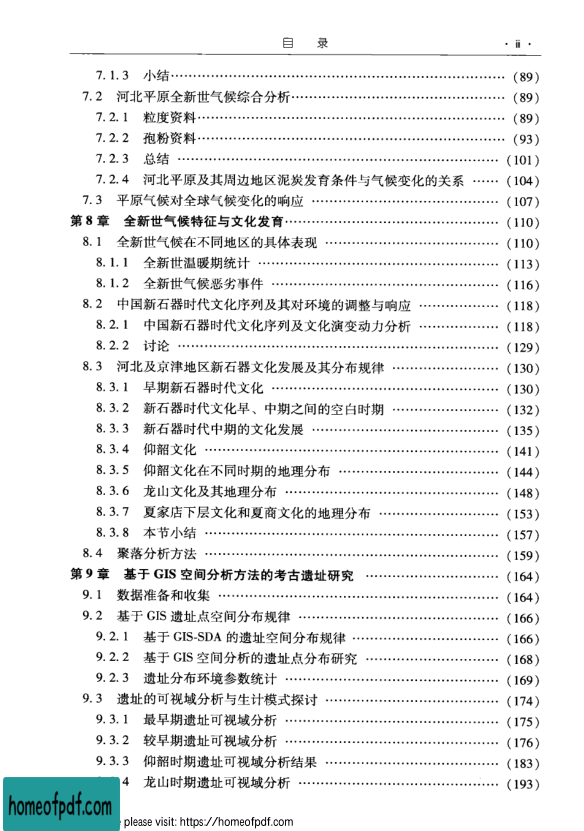 目 录 · ⅱ ·
7.1.3 小结……(89)
7.2 河北平原全新世气候综合分析……(89)
7.2.1 粒度资料……(89)
7.2.2 孢粉资料……(93)
7.2.3 总结……(101)
7.2.4 河北平原及其周边地区泥炭发育条件与气候变化的关系……(104)
7.3 平原气候对全球气候变化的响应……(107)
第8章 全新世气候特征与文化发育……(110)
8.1 全新世气候在不同地区的具体表现……(110)
8.1.1 全新世温暖期统计……(113)
8.1.2 全新世气候恶劣事件……(116)
8.2 中国新石器时代文化序列及其对环境的调整与响应……(118)
8.2.1 中国新石器时代文化序列及文化演变动力分析……(118)
8.2.2 讨论……(129)
8.3 河北及京津地区新石器文化发展及其分布规律……(130)
8.3.1 早期新石器时代文化……(130)
8.3.2 新石器时代文化早、中期之间的空白时期……(132)
8.3.3 新石器时代中期的文化发展……(135)
8.3.4 仰韶文化……(141)
8.3.5 仰韶文化在不同时期的地理分布……(144)
8.3.6 龙山文化及其地理分布……(148)
8.3.7 夏家店下层文化和夏商文化的地理分布……(153)
8.3.8 本节小结……(157)
8.4 聚落分析方法……(159)
第9章 基于GIS空间分析方法的考古遗址研究……(164)
9.1 数据准备和收集……(164)
9.2 基于GIS遗址点空间分布规律……(166)
9.2.1 基于GIS-SDA的遗址空间分布规律……(166)
9.2.2 基于GIS空间分析的遗址点分布研究……(168)
9.2.3 遗址分布环境参数统计……(169)
9.3 遗址的可视域分析与生计模式探讨……(174)
9.3.1 最早期遗址可视域分析……(175)
9.3.2 较早期遗址可视域分析……(176)
9.3.3 仰韶时期遗址可视域分析结果……(183)
4 龙山时期遗址可视域分析……(193)
homeofpdf.com
please visit: https://homeofpdf.com